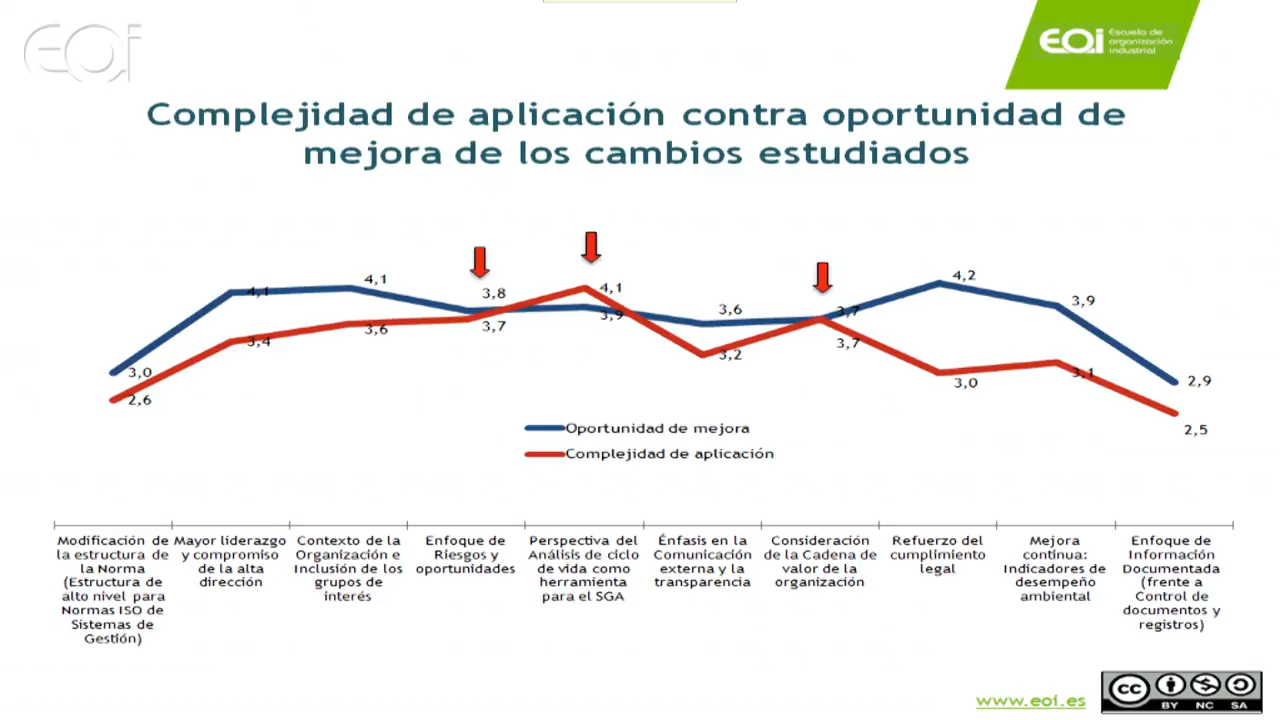 EOi
EOi Escuela de
organización
industrial
Complejidad de aplicación contra oportunidad de
mejora de los cambios estudiados
4,1
4,1
3,8
4,1
3,9
3,6
3,7
4,2
3,9
3,0
2,9
2,6
3,4
3,6
3,7
3,2
3,7
3,0
3,1
2,5
Oportunidad de mejora
Complejidad de aplicación
Modificación de
la estructura de
la Norma
(Estructura de
alto nivel para
Normas ISO de
Sistemas de
Gestión)
Mayor liderazgo
y compromiso
de la alta
dirección
Contexto de la
Organización e
Inclusión de los
grupos de
interés
Enfoque de
Riesgos y
oportunidades
Perspectiva del
Análisis de ciclo
de vida como
herramienta
para el SGA
Énfasis en la
Comunicación
externa y la
transparencia
Consideración
de la Cadena de
valor de la
organización
Refuerzo del
cumplimiento
legal
Mejora
continua:
Indicadores de
desempeño
ambiental
Enfoque de
Información
Documentada
(frente a
Control de
documentos y
registros)
www.eoi.es
cc BY NC SA